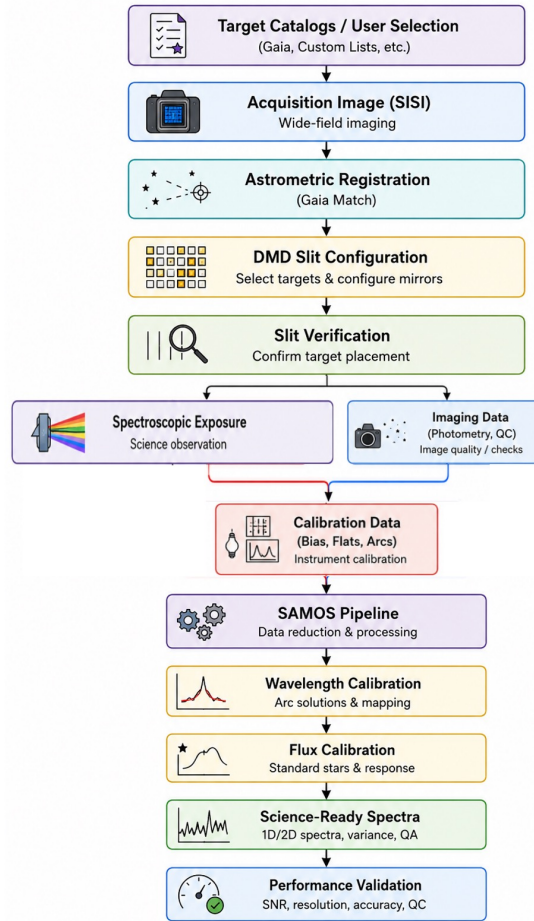 Target Catalogs / User Selection
(Gaia, Custom Lists, etc.)
Acquisition Image (SISI)
Wide-field imaging
Astrometric Registration
(Gaia Match)
DMD Slit Configuration
Select targets & configure mirrors
Slit Verification
Confirm target placement
Spectroscopic Exposure
Science observation
Imaging Data
(Photometry, QC)
Image quality / checks
Calibration Data
(Bias, Flats, Arcs)
Instrument calibration
SAMOS Pipeline
Data reduction & processing
Wavelength Calibration
Arc solutions & mapping
Flux Calibration
Standard stars & response
Science-Ready Spectra
1D/2D spectra, variance, QA
Performance Validation
SNR, resolution, accuracy, QC